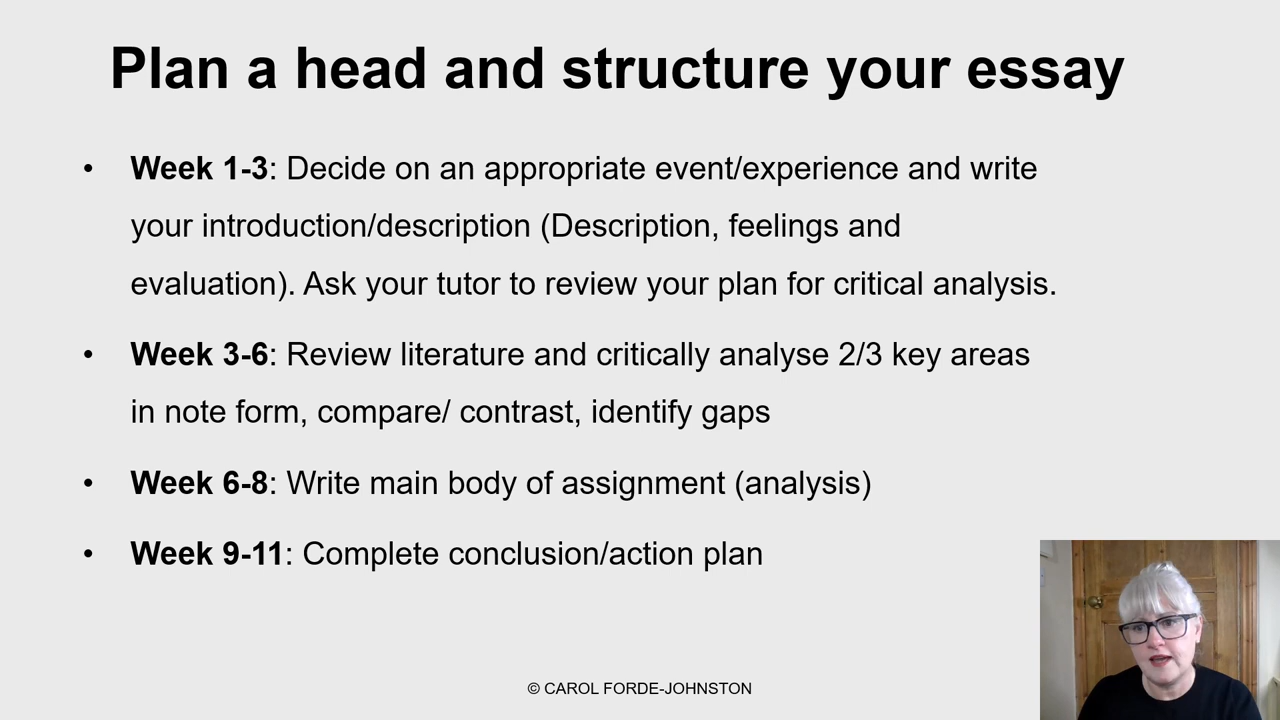 Plan a head and structure your essay
• Week 1-3: Decide on an appropriate event/experience and write
your introduction/description (Description, feelings and
evaluation). Ask your tutor to review your plan for critical analysis.
• Week 3-6: Review literature and critically analyse 2/3 key areas
in note form, compare/ contrast, identify gaps
• Week 6-8: Write main body of assignment (analysis)
• Week 9-11: Complete conclusion/action plan
© CAROL FORDE-JOHNSTON